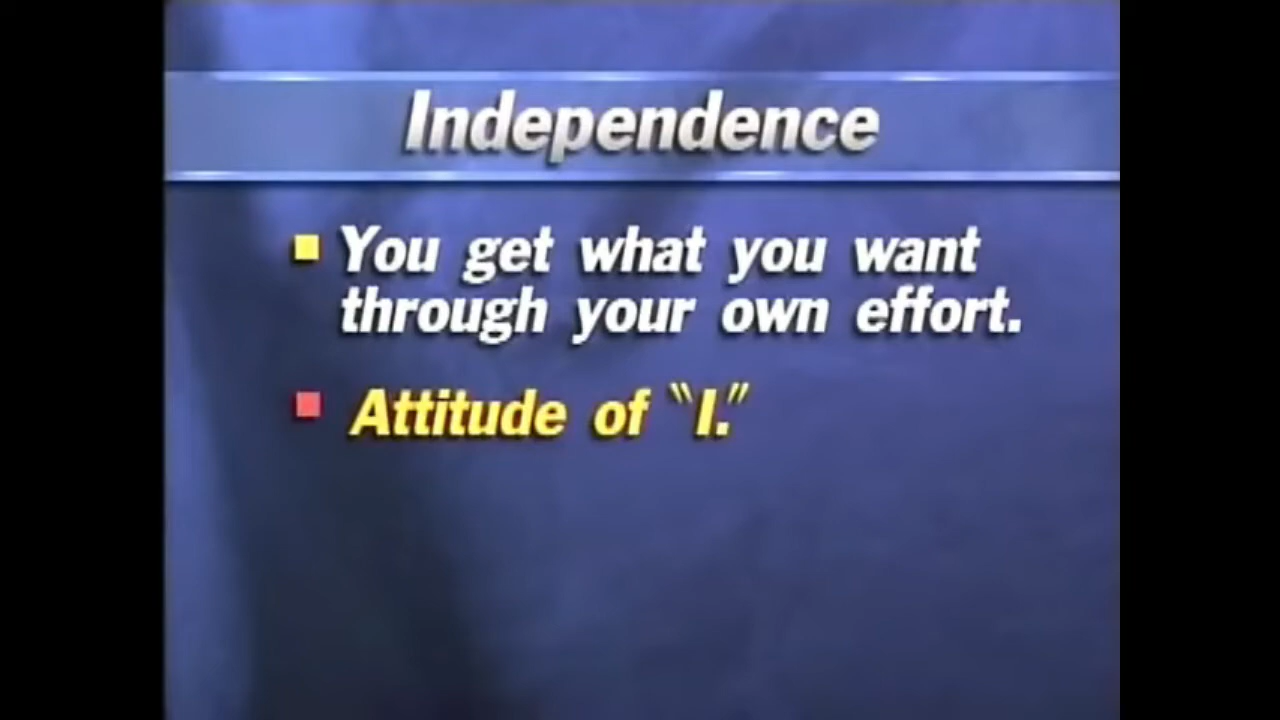 Independence
You get what you want
through your own effort.
Attitude of "I."